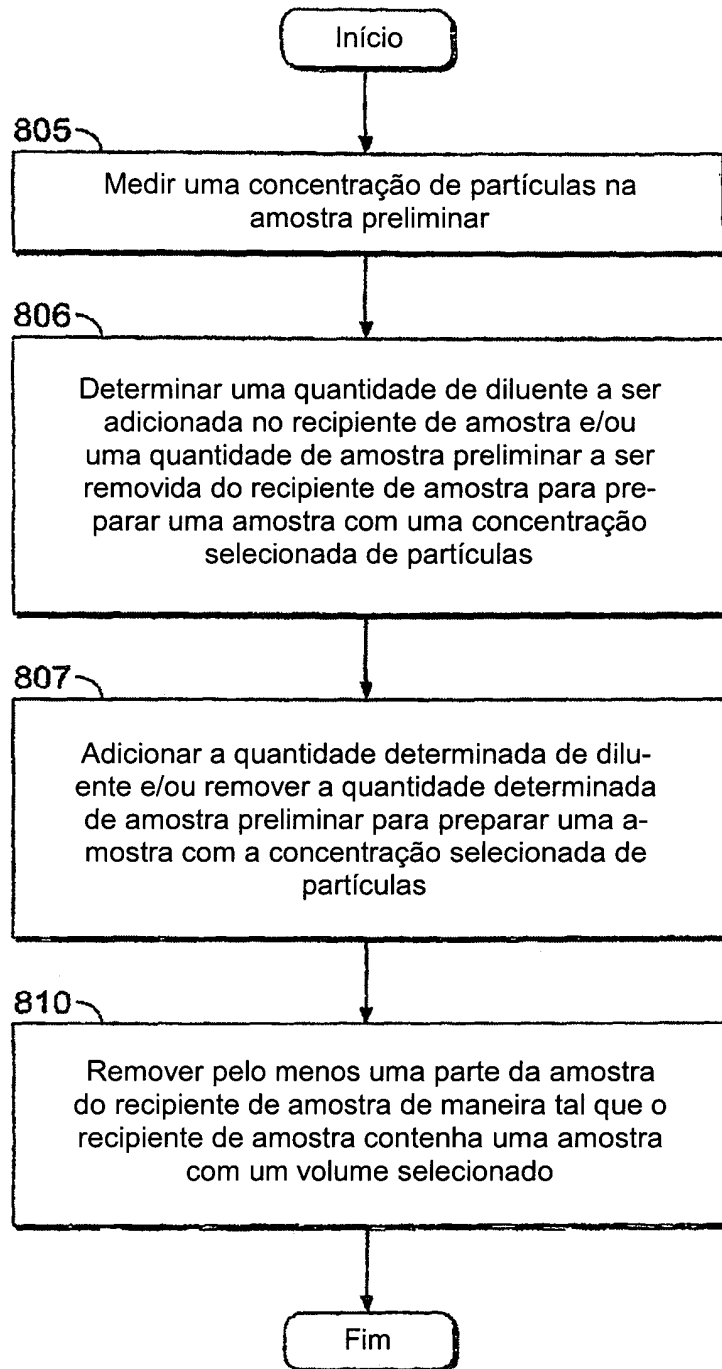 Início
805
Medir uma concentração de partículas na
amostra preliminar
806
Determinar uma quantidade de diluente a ser
adicionada no recipiente de amostra e/ou
uma quantidade de amostra preliminar a ser
removida do recipiente de amostra para pre-
parar uma amostra com uma concentração
selecionada de partículas
807
Adicionar a quantidade determinada de dilu-
ente e/ou remover a quantidade determinada
de amostra preliminar para preparar uma a-
mostra com a concentração selecionada de
partículas
810
Remover pelo menos uma parte da amostra
do recipiente de amostra de maneira tal que o
recipiente de amostra contenha uma amostra
com um volume selecionado
Fim